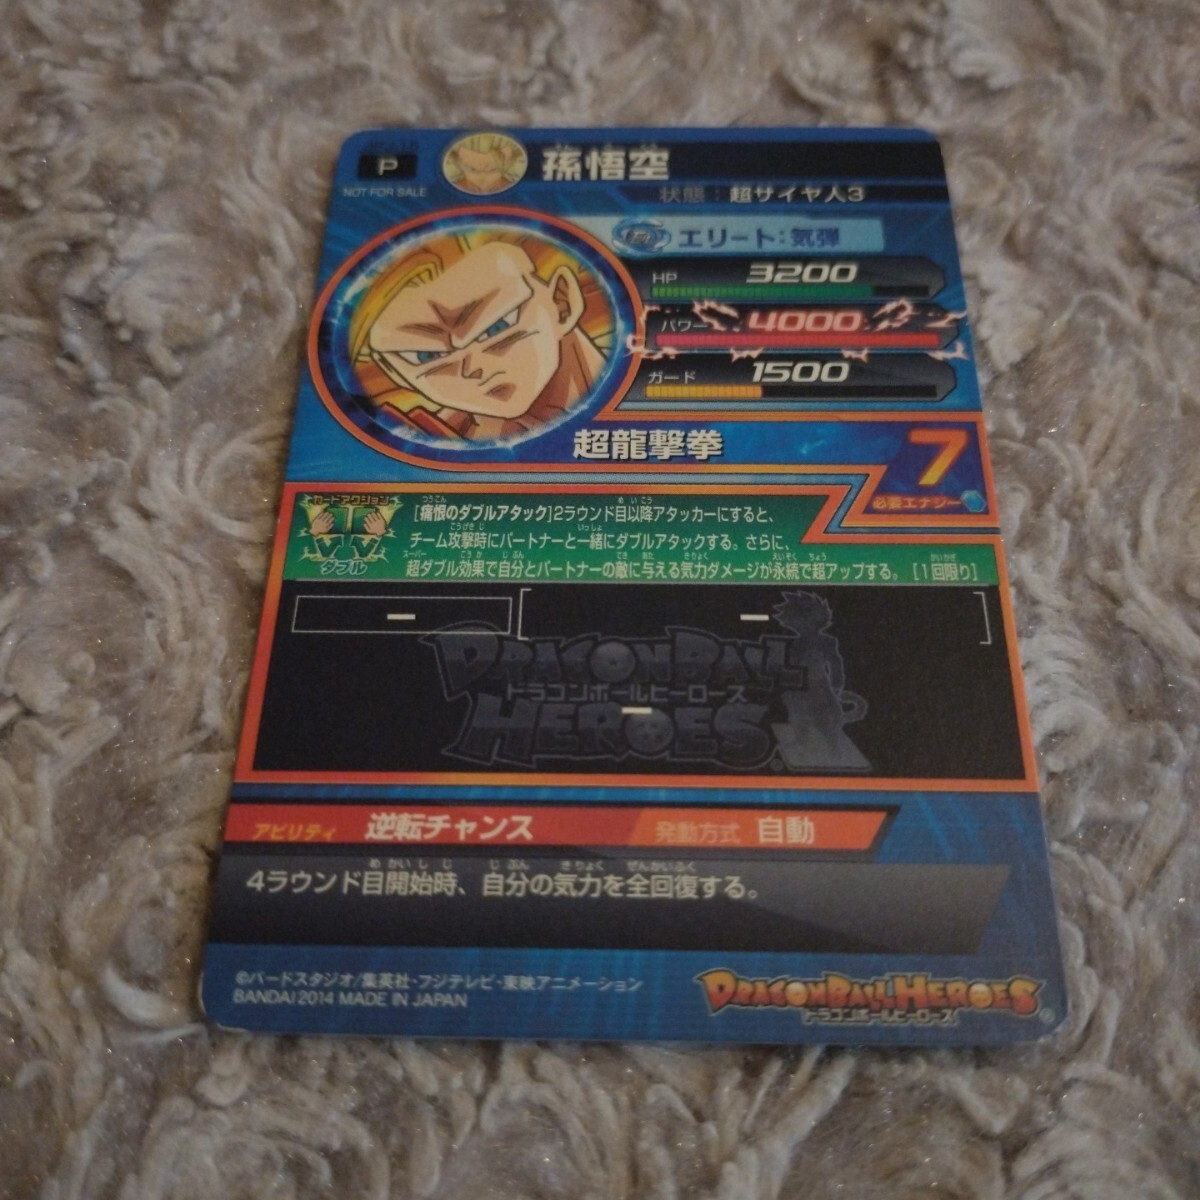 P
NOT FOR SALE
孫悟空
状態：超サイヤ人3
エリート：気弾
HP 3200
パワー 4000
ガード 1500
超龍撃拳
7
必要エナジー
カードアクション
ダブル
[痛恨のダブルアタック]2ラウンド目以降アタッカーにすると、
チーム攻撃時にパートナーと一緒にダブルアタックする。さらに、
超ダブル効果で自分とパートナーの敵に与える気力ダメージが永続で超アップする。[1回限り]
DRAGONBALL
ドラゴンボールヒーローズ
HEROES
アビリティ 逆転チャンス 発動方式 自動
4ラウンド目開始時、自分の気力を全回復する。
©バードスタジオ/集英社・フジテレビ・東映アニメーション
BANDAI 2014 MADE IN JAPAN
DRAGONBALL HEROES
ドラゴンボールヒーローズ